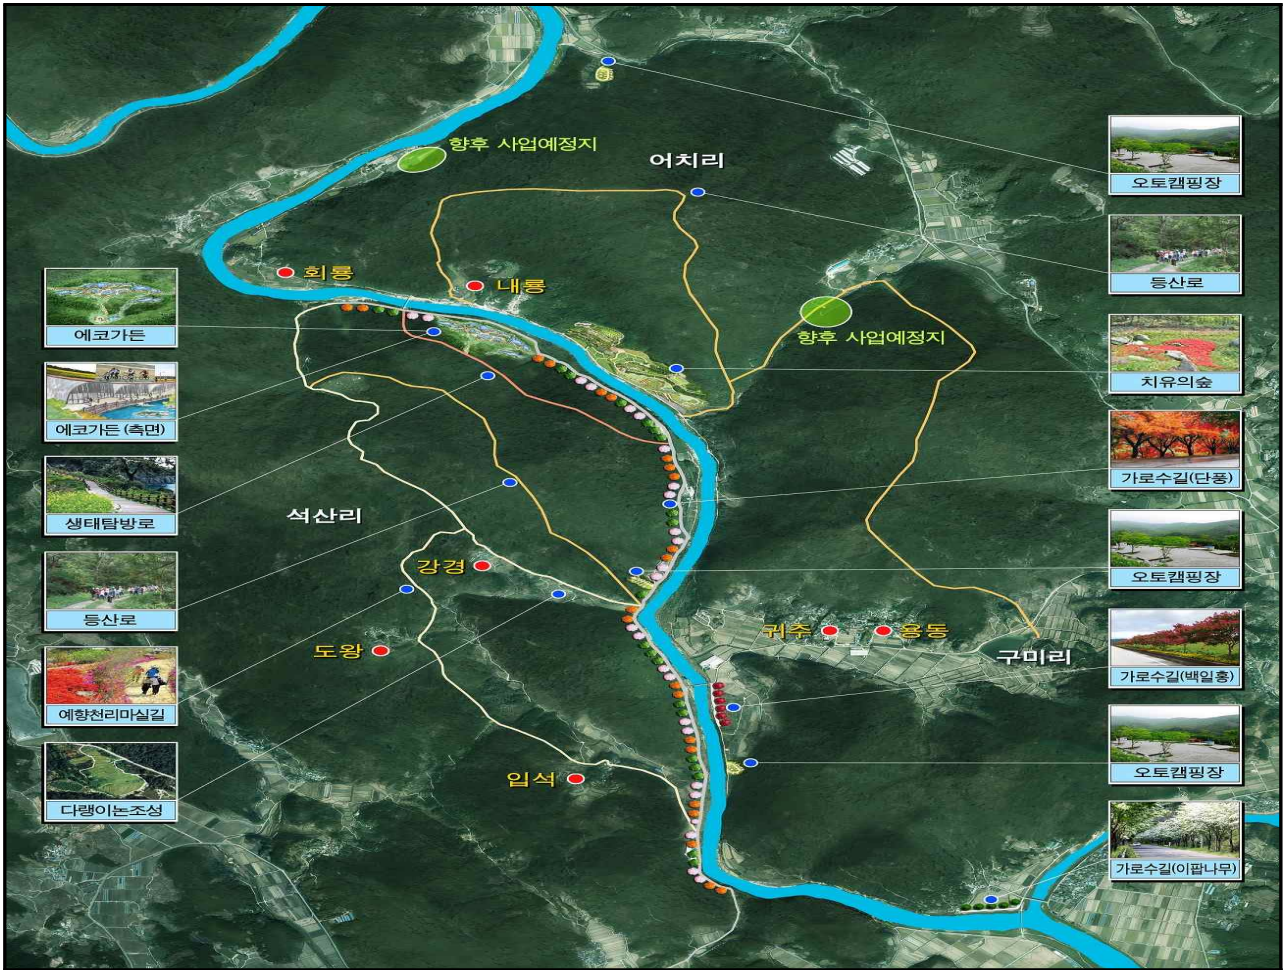 향후 사업예정지
어치리
오토캠핑장
등산로
회룡
내룡
에코가든
향후 사업예정지
치유의숲
에코가든 (측면)
가로수길(단풍)
생태탐방로
석산리
강경
오토캠핑장
등산로
도왕
귀주
용동
구미리
가로수길(백일홍)
예향천리마실길
입석
오토캠핑장
다랭이논조성
가로수길(이팝나무)